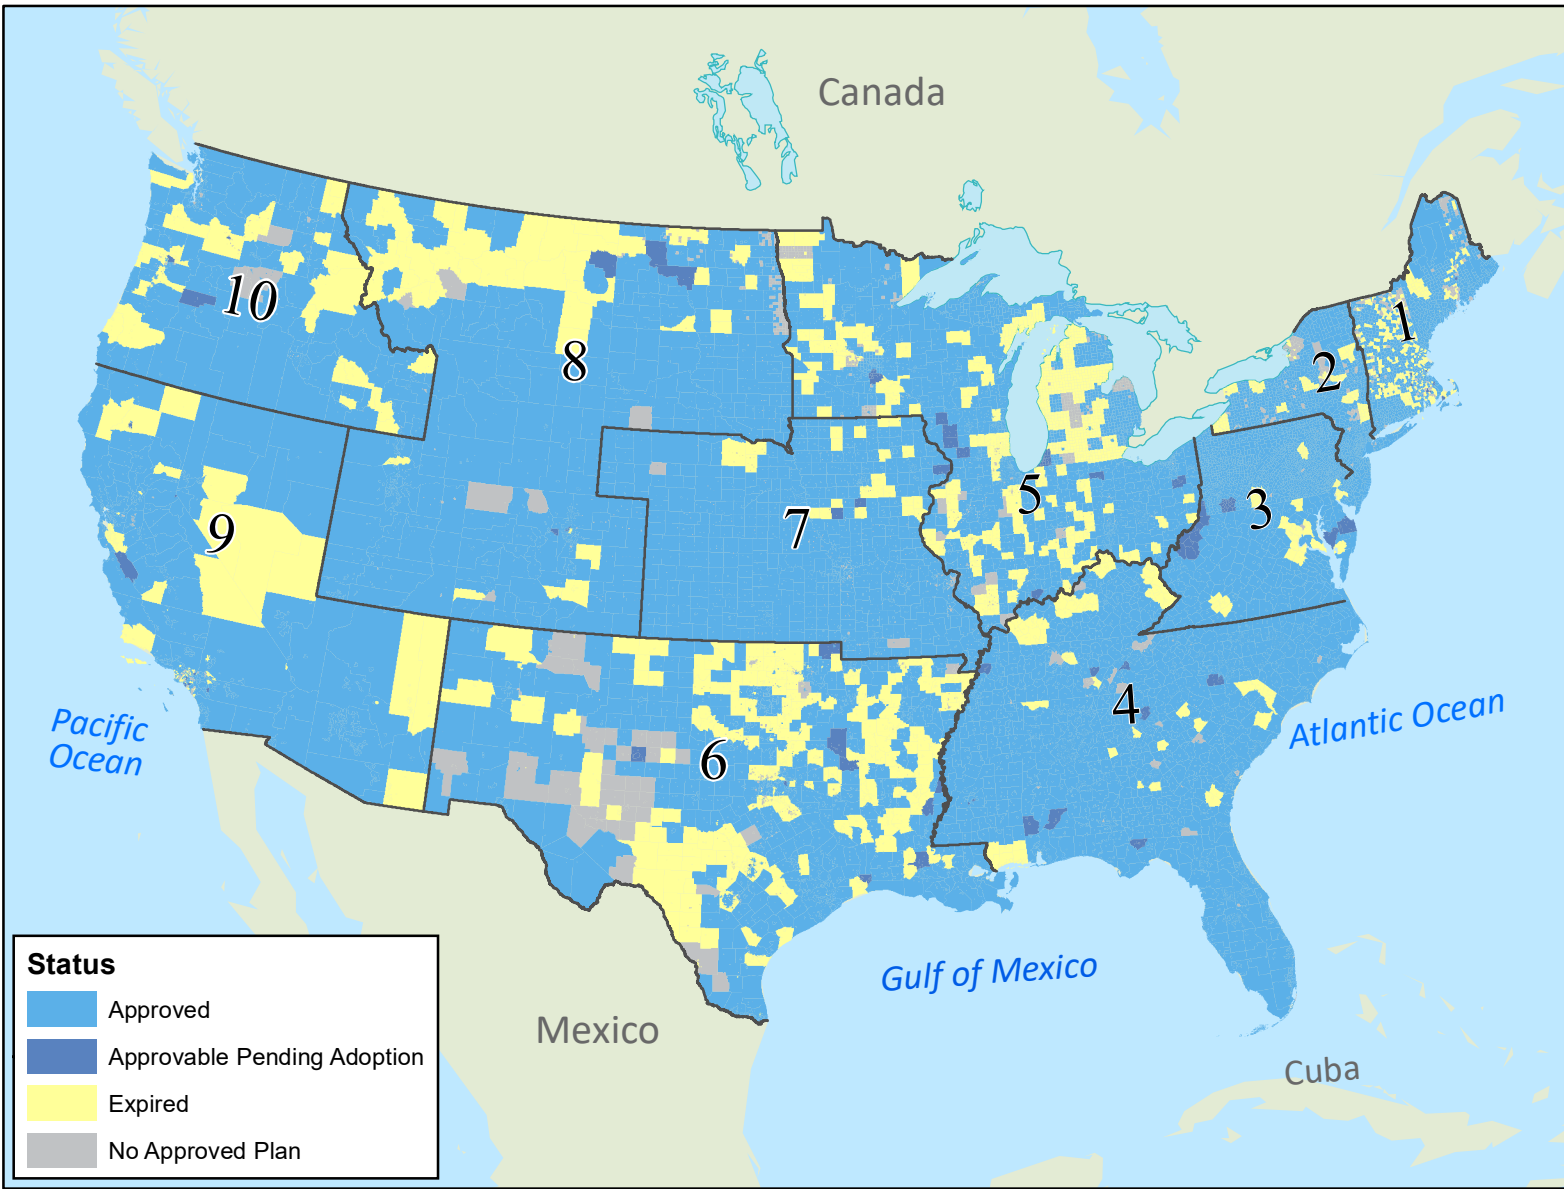 Canada
1
10
2
8
5
3
9
7
4
Pacific
Ocean
Atlantic Ocean
6
Gulf of Mexico
Mexico
Cuba
Status
Approved
Approvable Pending Adoption
Expired
No Approved Plan